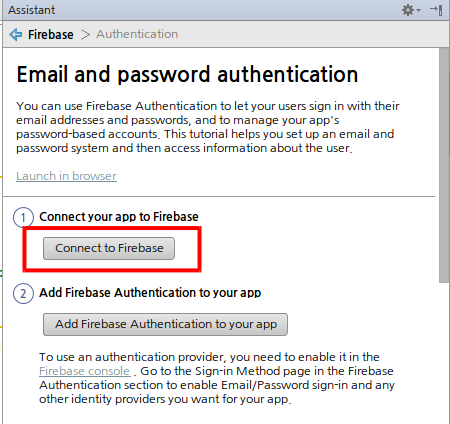 Assistant
Firebase > Authentication
Email and password authentication
You can use Firebase Authentication to let your users sign in with their
email addresses and passwords, and to manage your app's
password-based accounts. This tutorial helps you set up an email and
password system and then access information about the user.
Launch in browser
1 Connect your app to Firebase
Connect to Firebase
2 Add Firebase Authentication to your app
Add Firebase Authentication to your app
To use an authentication provider, you need to enable it in the
Firebase console . Go to the Sign-in Method page in the Firebase
Authentication section to enable Email/Password sign-in and any
other identity providers you want for your app.